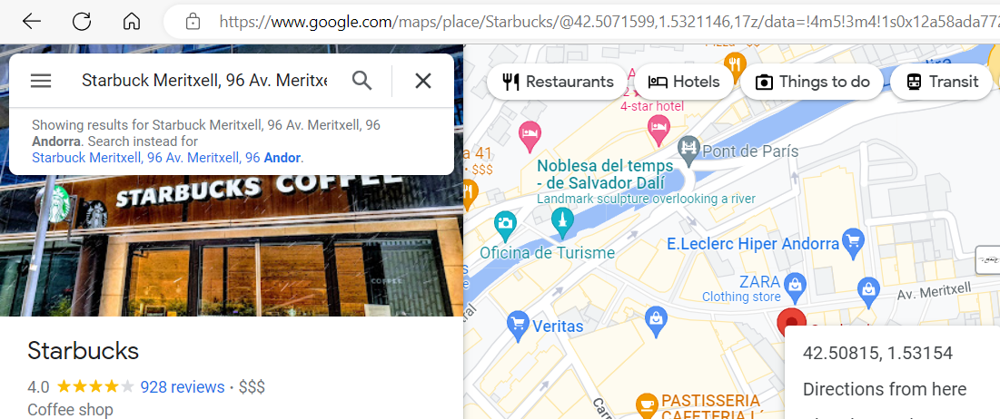 https://www.google.com/maps/place/Starbucks/@42.5071599,1.5321146,17z/data=!4m5!3m4!1s0x12a58ada772
Starbuck Meritxell, 96 Av. Meritxe
Showing results for Starbuck Meritxell, 96 Av. Meritxell, 96
Andorra. Search instead for
Starbuck Meritxell, 96 Av. Meritxell, 96 Andor.
STARBUCKS COFFEE
COFFEE
Starbucks
4.0 928 reviews · $$$
Coffee shop
Restaurants
Hotels
Things to do
Transit
4-star hotel
41
· $$$
Pont de París
Noblesa del temps
- de Salvador Dalí
Landmark sculpture overlooking a river
Oficina de Turisme
E.Leclerc Hiper Andorra
ZARA
Clothing store
Av. Meritxell
Veritas
42.50815, 1.53154
Directions from here
PASTISSERIA